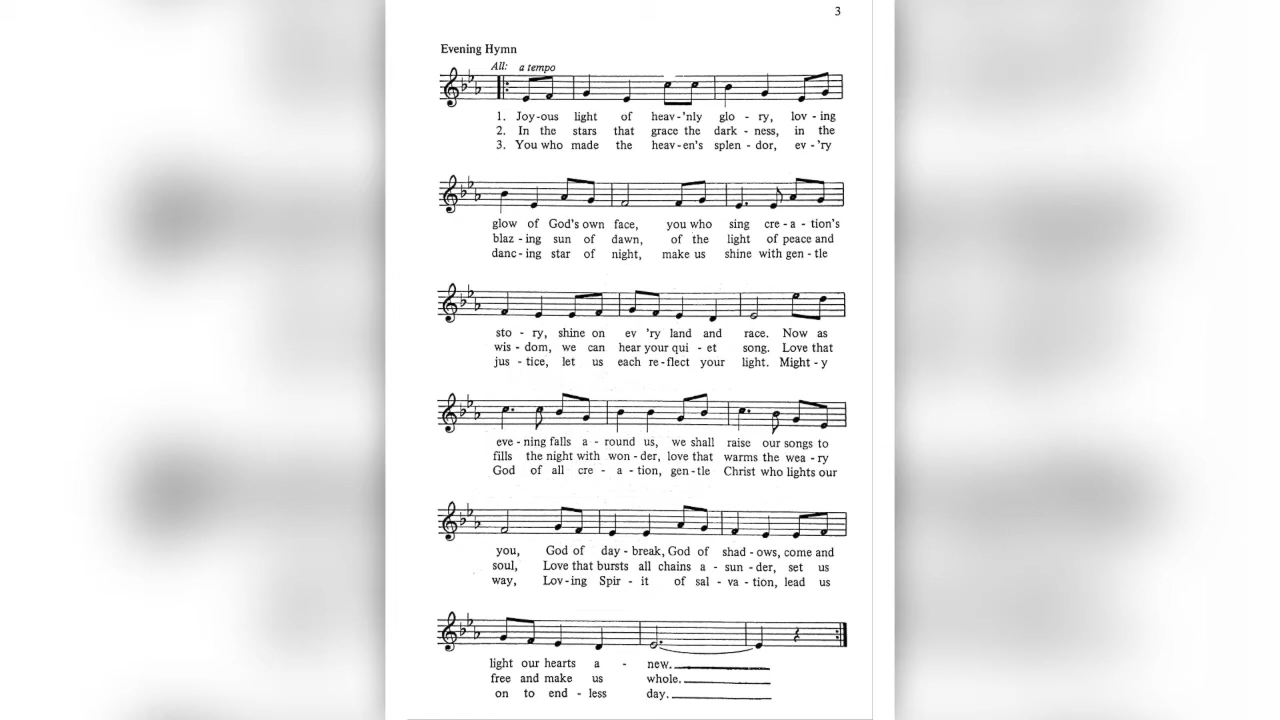 3
Evening Hymn
All: a tempo
1. Joy-ous light of heav-'nly glo - ry, lov - ing
2. In the stars that grace the dark - ness, in the
3. You who made the heav-en's splen - dor, ev - 'ry
glow of God's own face, you who sing cre - a - tion's
blaz - ing sun of dawn, of the light of peace and
danc - ing star of night, make us shine with gen - tle
sto - ry, shine on ev 'ry land and race. Now as
wis - dom, we can hear your qui - et song. Love that
jus - tice, let us each re - flect your light. Might - y
eve - ning falls a - round us, we shall raise our songs to
fills the night with won - der, love that warms the wea - ry
God of all cre - a - tion, gen - tle Christ who lights our
you, God of day - break, God of shad - ows, come and
soul, Love that bursts all chains a - sun - der, set us
way, Lov - ing Spir - it of sal - va - tion, lead us
light our hearts a - new.
free and make us whole.
on to end - less day.